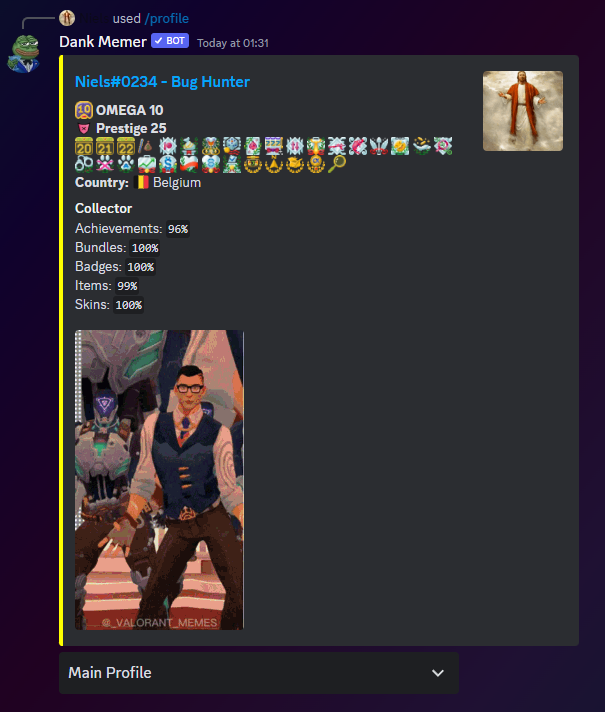 used /profile
Dank Memer ✓ BOT Today at 01:31
Niels#0234 - Bug Hunter
10 OMEGA 10
Prestige 25
20 21 22
Country: Belgium
Collector
Achievements: 96%
Bundles: 100%
Badges: 100%
Items: 99%
Skins: 100%
@_VALORANT_MEMES
Main Profile